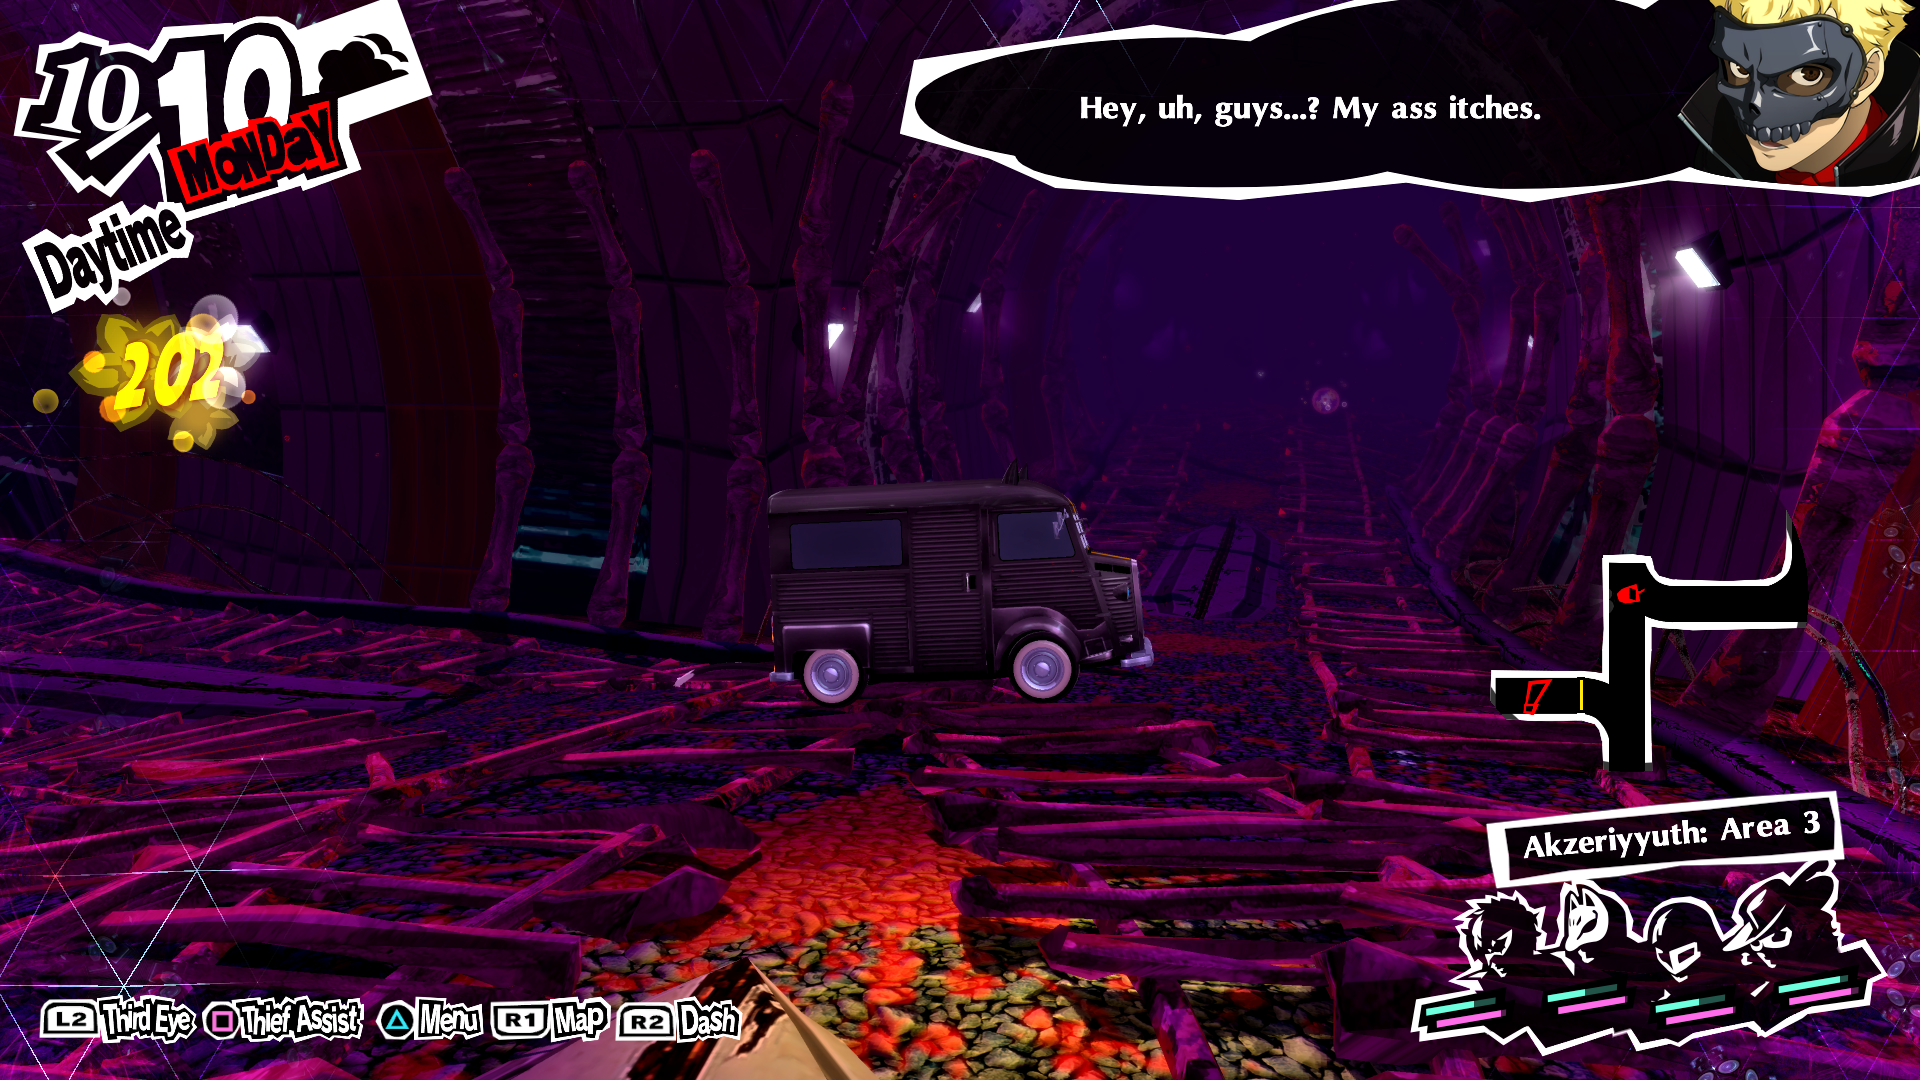 10/10
MONDAY
Daytime
Hey, uh, guys...? My ass itches.
202
Akzeriyyuth: Area 3
L2 Third Eye □ Thief Assist △ Menu R1 Map R2 Dash